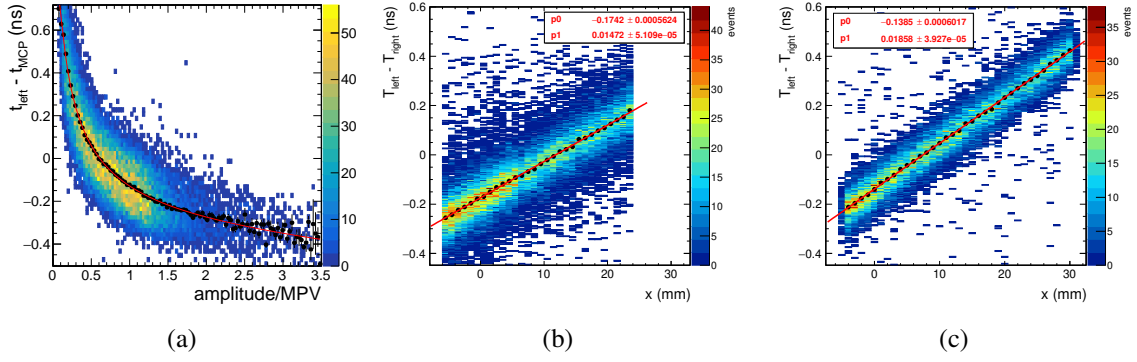 t_left - t_MCP (ns)
0.6
0.4
0.2
0
−0.2
−0.4
0 0.5 1 1.5 2 2.5 3 3.5
amplitude/MPV
50
40
30
20
10
0
(a)
T_left - T_right (ns)
0.4
0.2
0
−0.2
−0.4
p0 −0.1742 ± 0.0005624
p1 0.01472 ± 5.109e−05
0 10 20 30
x (mm)
events
40
35
30
25
20
15
10
5
0
(b)
T_left - T_right (ns)
0.4
0.2
0
−0.2
−0.4
p0 −0.1385 ± 0.0006017
p1 0.01858 ± 3.927e−05
0 10 20 30
x (mm)
events
35
30
25
20
15
10
5
0
(c)